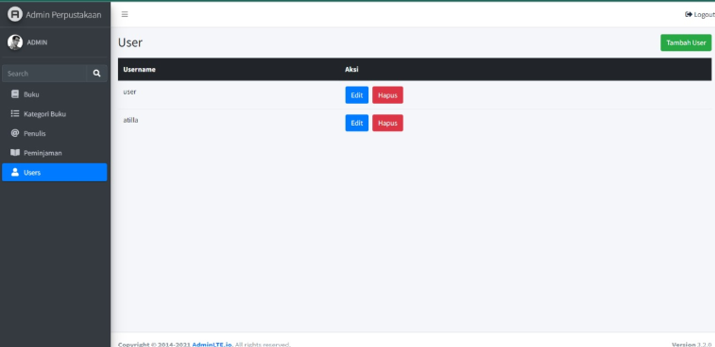 Admin Perpustakaan
Logout
ADMIN
User
Tambah User
Search
Username Aksi
Buku
user Edit Hapus
Kategori Buku
atilla Edit Hapus
Penulis
Peminjaman
Users
Copyright © 2014-2021 AdminLTE.io. All rights reserved.
Version 3.2.0